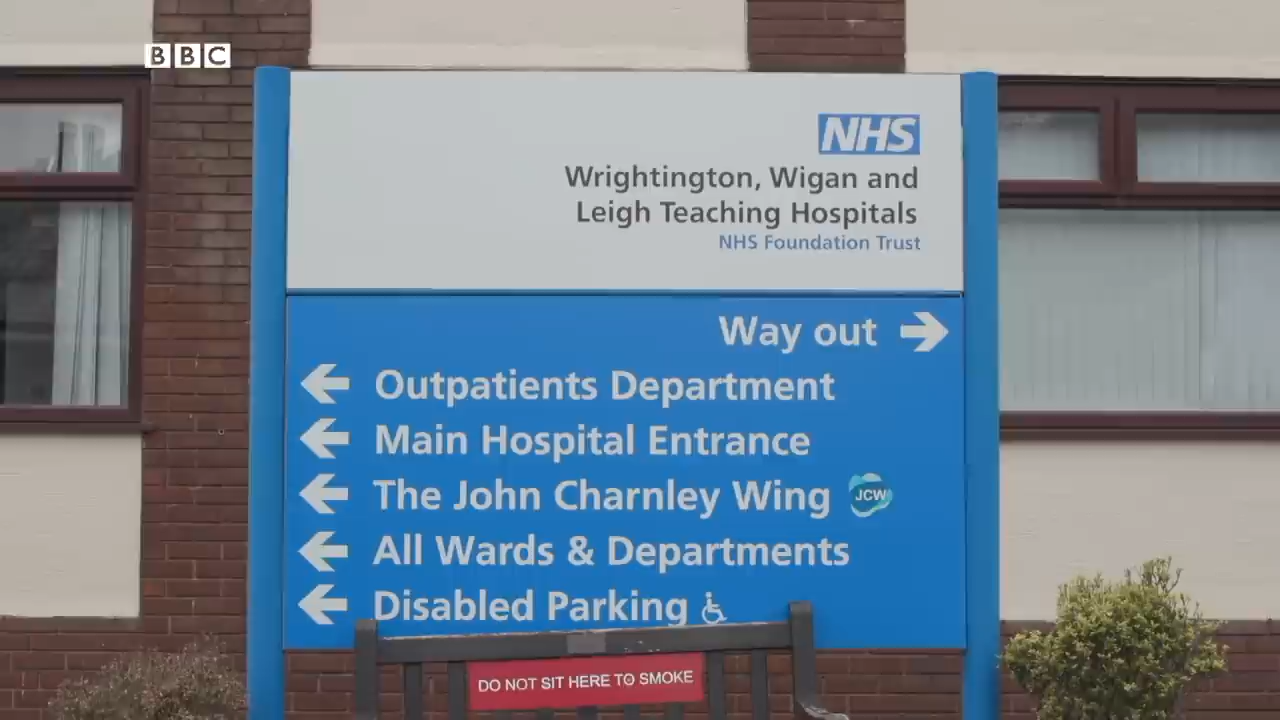 BBC
NHS
Wrightington, Wigan and
Leigh Teaching Hospitals
NHS Foundation Trust
Way out
Outpatients Department
Main Hospital Entrance
The John Charnley Wing JCW
All Wards & Departments
Disabled Parking
DO NOT SIT HERE TO SMOKE